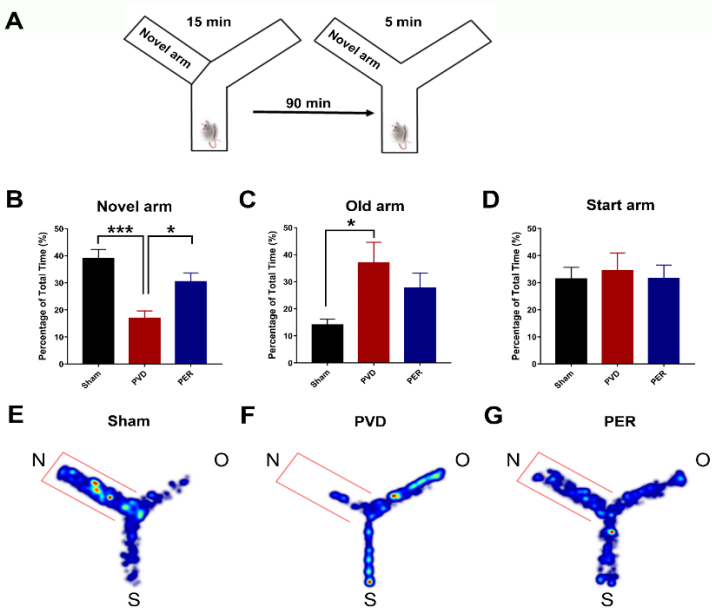 A
15 min
5 min
Novel arm
Novel arm
90 min
B
Novel arm
Percentage of Total Time (%)
50
40
30
20
10
0
***
*
Sham
PVD
PER
C
Old arm
Percentage of Total Time (%)
50
40
30
20
10
0
*
Sham
PVD
PER
D
Start arm
Percentage of Total Time (%)
50
40
30
20
10
0
Sham
PVD
PER
E
Sham
N
O
S
F
PVD
N
O
S
G
PER
N
O
S